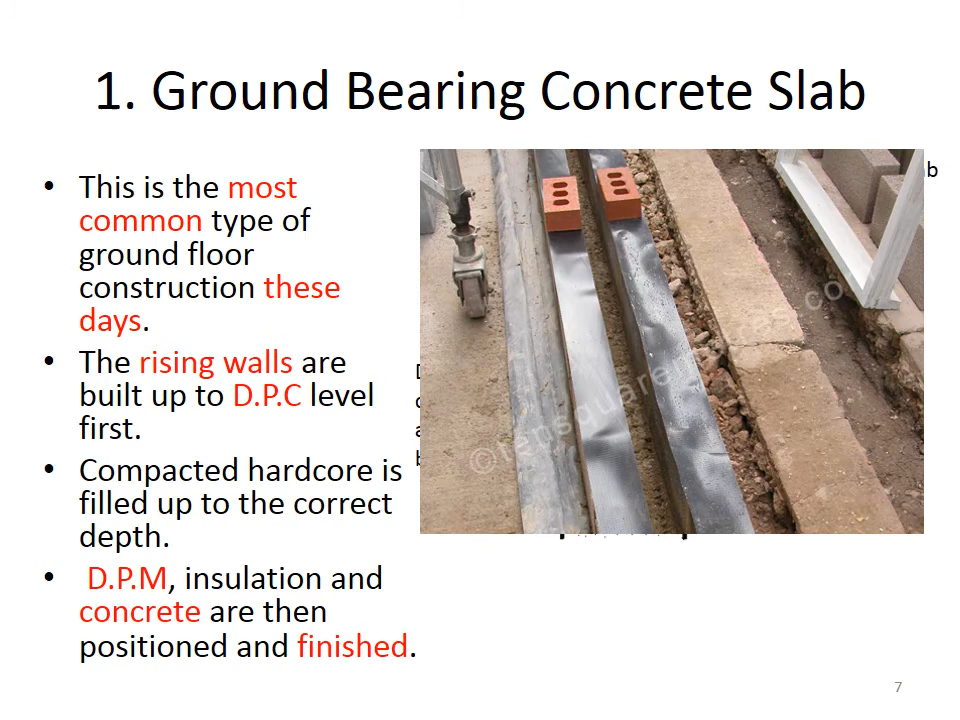 1. Ground Bearing Concrete Slab
• This is the most
common type of
ground floor
construction these
days.
• The rising walls are
built up to D.P.C level
first.
• Compacted hardcore is
filled up to the correct
depth.
• D.P.M, insulation and
concrete are then
positioned and finished.
7